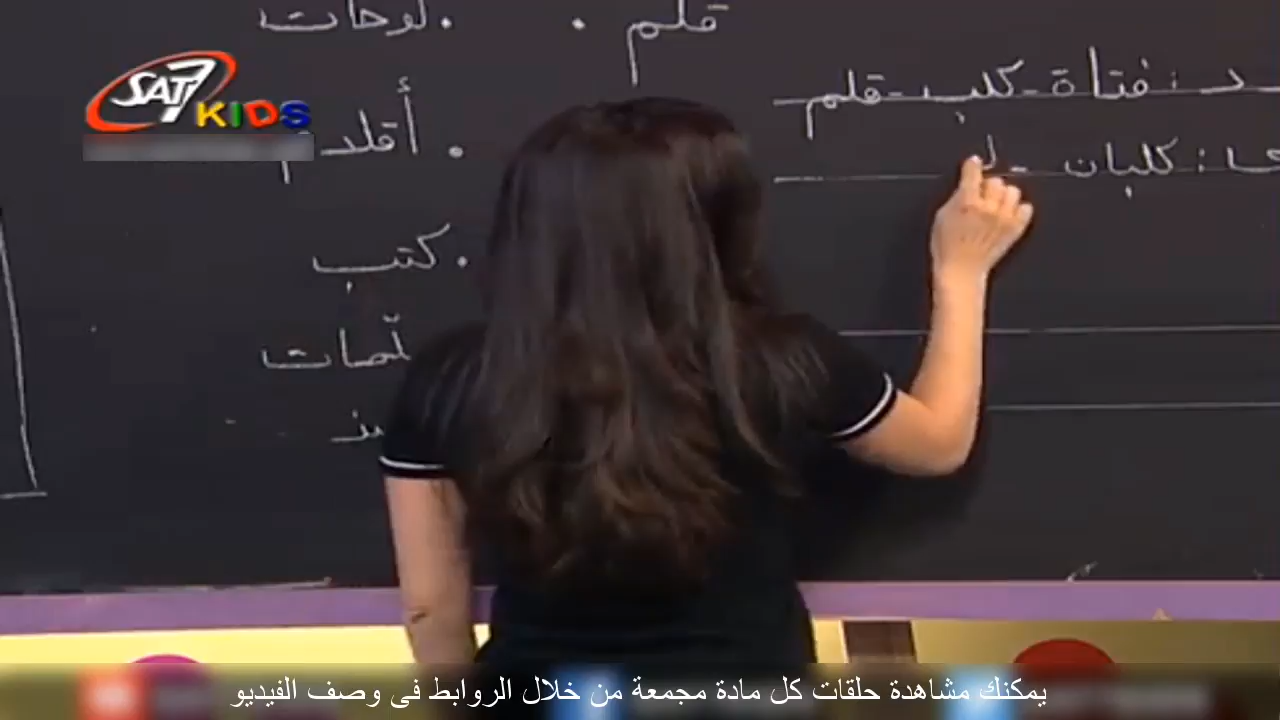 SAT7
KIDS
. لوحات
قلم .
. أقلام
. كتب
د : فتاة - كلب - قلم
ى : كلبان -
يمكنك مشاهدة حلقات كل مادة مجمعة من خلال الروابط فى وصف الفيديو